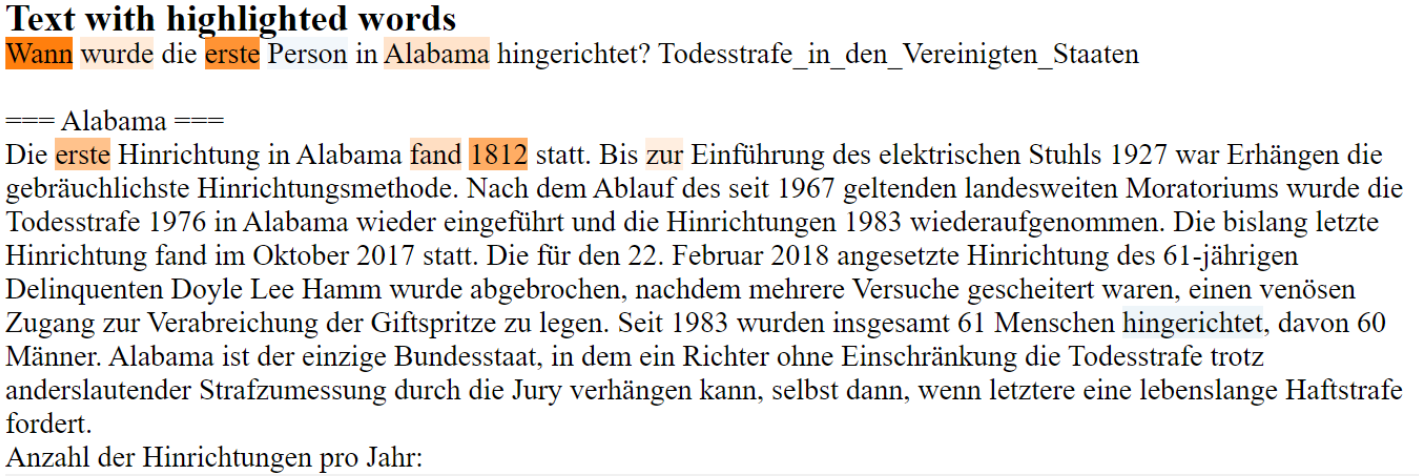 Text with highlighted words
Wann wurde die erste Person in Alabama hingerichtet? Todesstrafe_in_den_Vereinigten_Staaten
=== Alabama ===
Die erste Hinrichtung in Alabama fand 1812 statt. Bis zur Einführung des elektrischen Stuhls 1927 war Erhängen die
gebräuchlichste Hinrichtungsmethode. Nach dem Ablauf des seit 1967 geltenden landesweiten Moratoriums wurde die
Todesstrafe 1976 in Alabama wieder eingeführt und die Hinrichtungen 1983 wiederaufgenommen. Die bislang letzte
Hinrichtung fand im Oktober 2017 statt. Die für den 22. Februar 2018 angesetzte Hinrichtung des 61-jährigen
Delinquenten Doyle Lee Hamm wurde abgebrochen, nachdem mehrere Versuche gescheitert waren, einen venösen
Zugang zur Verabreichung der Giftspritze zu legen. Seit 1983 wurden insgesamt 61 Menschen hingerichtet, davon 60
Männer. Alabama ist der einzige Bundesstaat, in dem ein Richter ohne Einschränkung die Todesstrafe trotz
anderslautender Strafzumessung durch die Jury verhängen kann, selbst dann, wenn letztere eine lebenslange Haftstrafe
fordert.
Anzahl der Hinrichtungen pro Jahr: